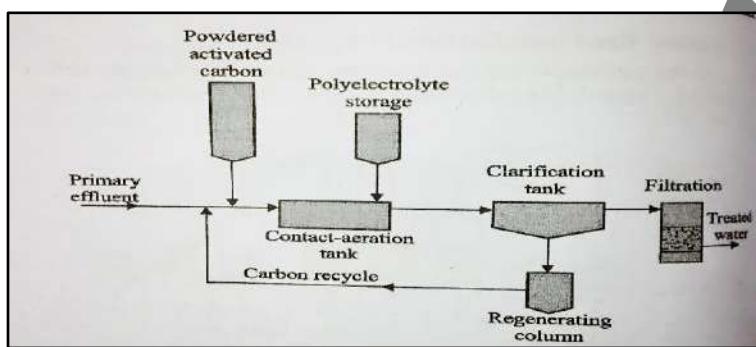 Powdered
activated
carbon
Polyelectrolyte
storage
Primary
effluent
Contact-aeration
tank
Clarification
tank
Filtration
Treated
water
Carbon recycle
Regenerating
column